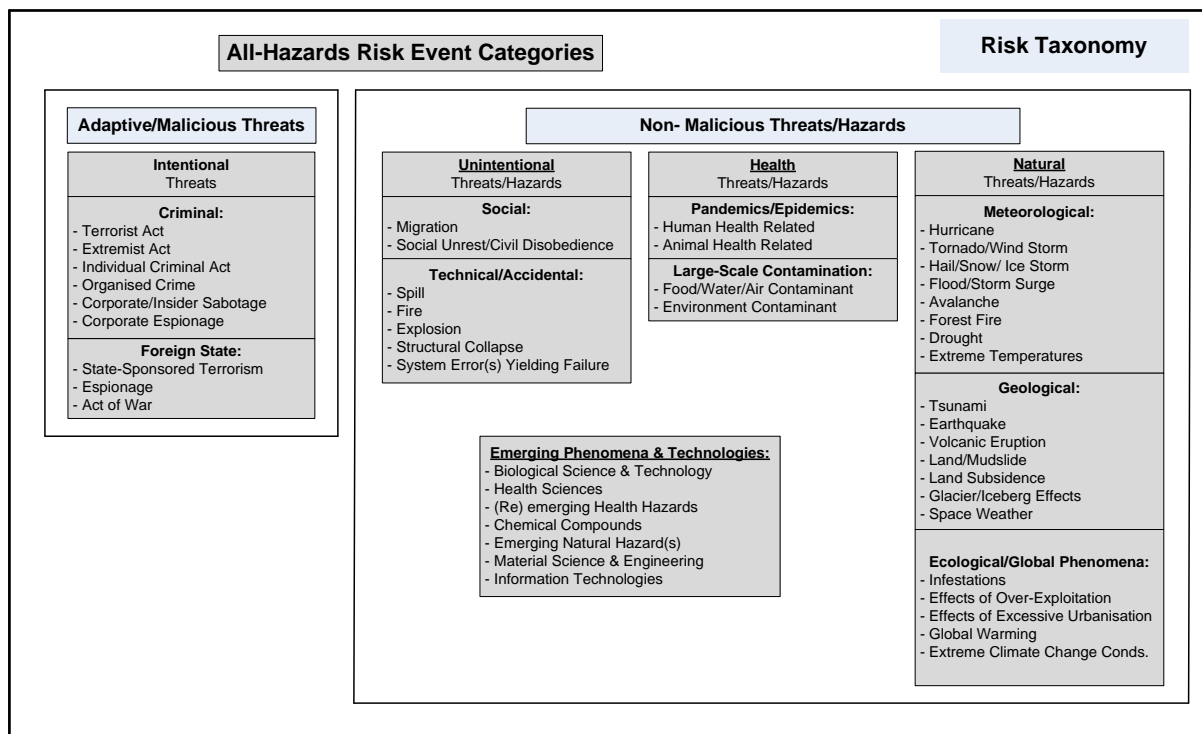 All-Hazards Risk Event Categories
Risk Taxonomy
Adaptive/Malicious Threats
Intentional
Threats
Criminal:
- Terrorist Act
- Extremist Act
- Individual Criminal Act
- Organised Crime
- Corporate/Insider Sabotage
- Corporate Espionage
Foreign State:
- State-Sponsored Terrorism
- Espionage
- Act of War
Non- Malicious Threats/Hazards
Unintentional
Threats/Hazards
Social:
- Migration
- Social Unrest/Civil Disobedience
Technical/Accidental:
- Spill
- Fire
- Explosion
- Structural Collapse
- System Error(s) Yielding Failure
Health
Threats/Hazards
Pandemics/Epidemics:
- Human Health Related
- Animal Health Related
Large-Scale Contamination:
- Food/Water/Air Contaminant
- Environment Contaminant
Natural
Threats/Hazards
Meteorological:
- Hurricane
- Tornado/Wind Storm
- Hail/Snow/ Ice Storm
- Flood/Storm Surge
- Avalanche
- Forest Fire
- Drought
- Extreme Temperatures
Geological:
- Tsunami
- Earthquake
- Volcanic Eruption
- Land/Mudslide
- Land Subsidence
- Glacier/Iceberg Effects
- Space Weather
Ecological/Global Phenomena:
- Infestations
- Effects of Over-Exploitation
- Effects of Excessive Urbanisation
- Global Warming
- Extreme Climate Change Conds.
Emerging Phenomena & Technologies:
- Biological Science & Technology
- Health Sciences
- (Re) emerging Health Hazards
- Chemical Compounds
- Emerging Natural Hazard(s)
- Material Science & Engineering
- Information Technologies